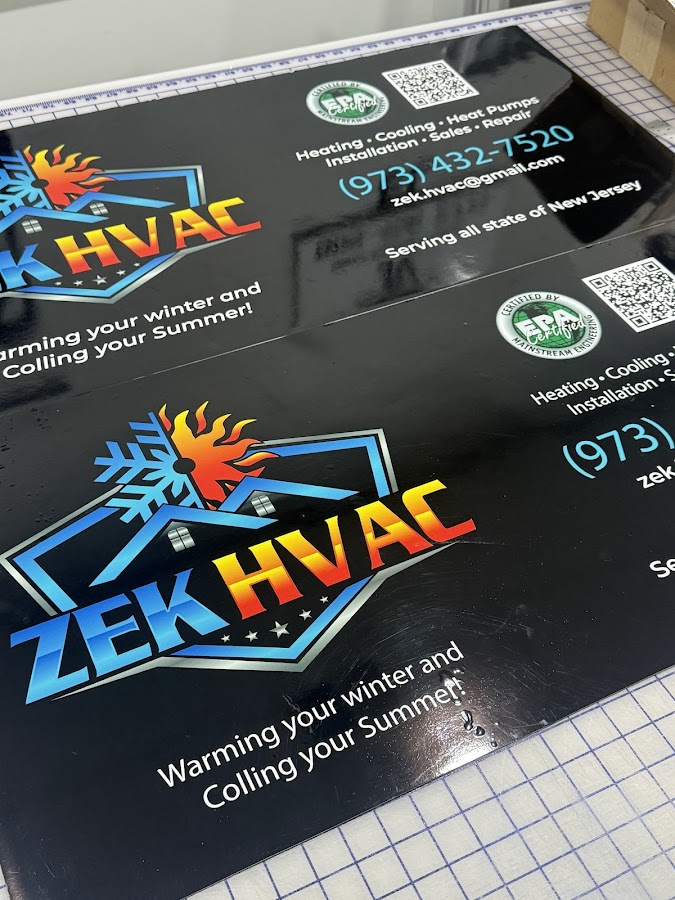 CERTIFIED BY
EPA
Certified
MAINSTREAM ENGINEERING
Heating • Cooling • Heat Pumps
Installation • Sales • Repair
(973) 432-7520
zek.hvac@gmail.com
Serving all state of New Jersey
EK HVAC
arming your winter and
Colling your Summer!
CERTIFIED BY
EPA
Certified
MAINSTREAM ENGINEERING
Heating • Cooling •
Installation • S
(973)
zek.
Se
ZEK HVAC
Warming your winter and
Colling your Summer!